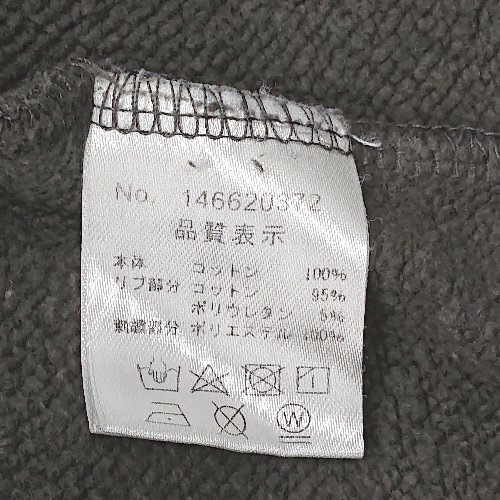 No. 146620372
品質表示
本体 コットン 100%
リブ部分 コットン 95%
ポリウレタン 5%
刺繍部分 ポリエステル 100%
W